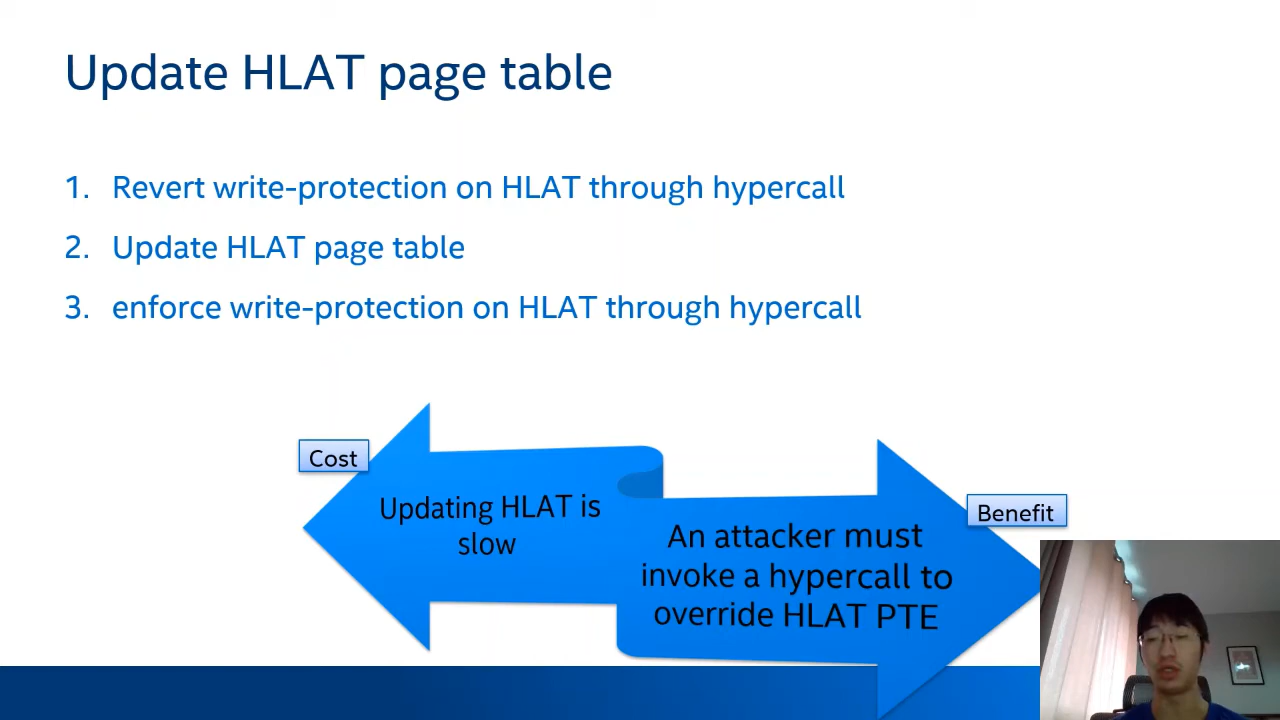 Update HLAT page table
1. Revert write-protection on HLAT through hypercall
2. Update HLAT page table
3. enforce write-protection on HLAT through hypercall
Cost
Updating HLAT is
slow
Benefit
An attacker must
invoke a hypercall to
override HLAT PTE